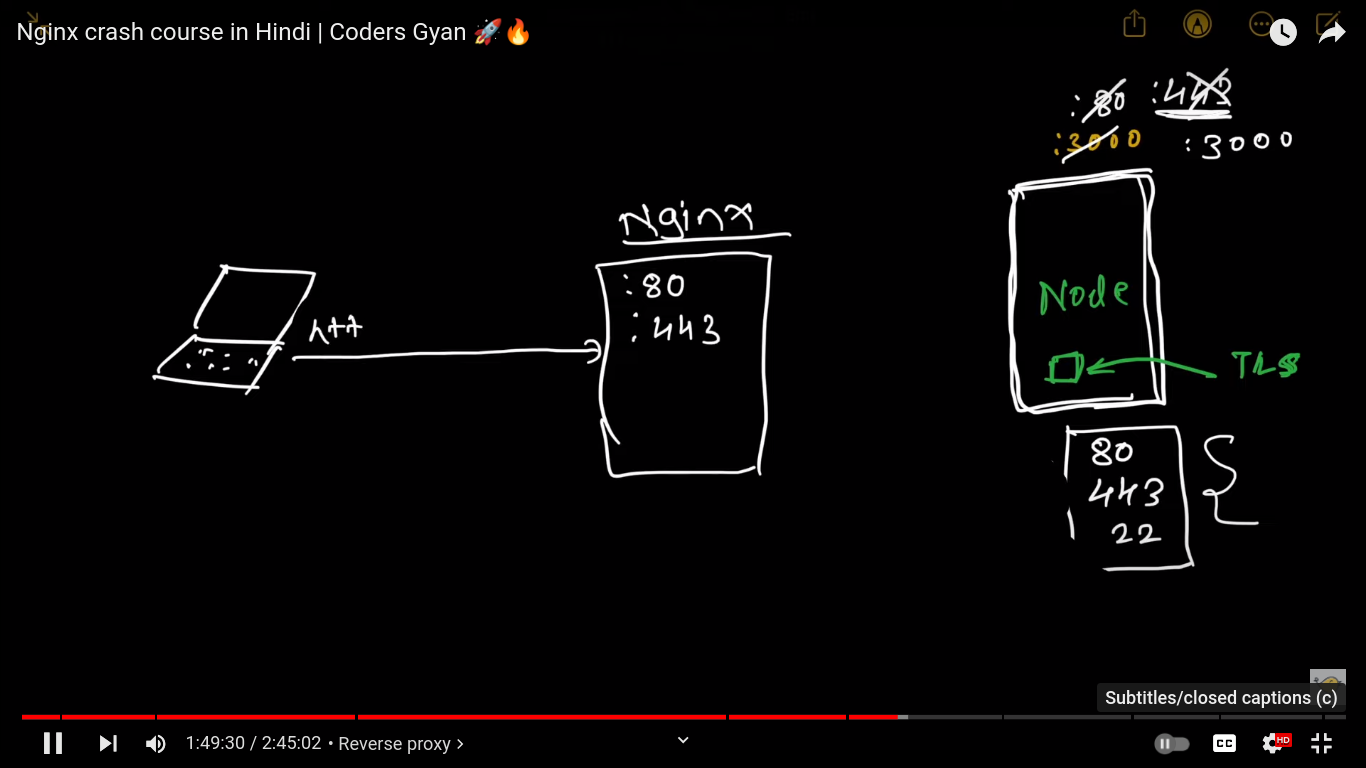 Nginx crash course in Hindi | Coders Gyan 🚀🔥
:80 :443
:3000 :3000
Nginx
:80
:443
htt
Node
TLS
80
443
22
Subtitles/closed captions (c)
1:49:30 / 2:45:02 • Reverse proxy >
CC
HD